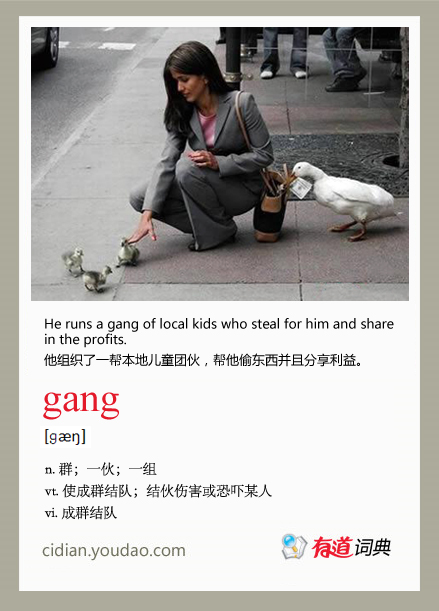 He runs a gang of local kids who steal for him and share
in the profits.
他组织了一帮本地儿童团伙，帮他偷东西并且分享利益。
gang
[ɡæŋ]
n. 群；一伙；一组
vt. 使成群结队；结伙伤害或恐吓某人
vi. 成群结队
cidian.youdao.com
有道词典